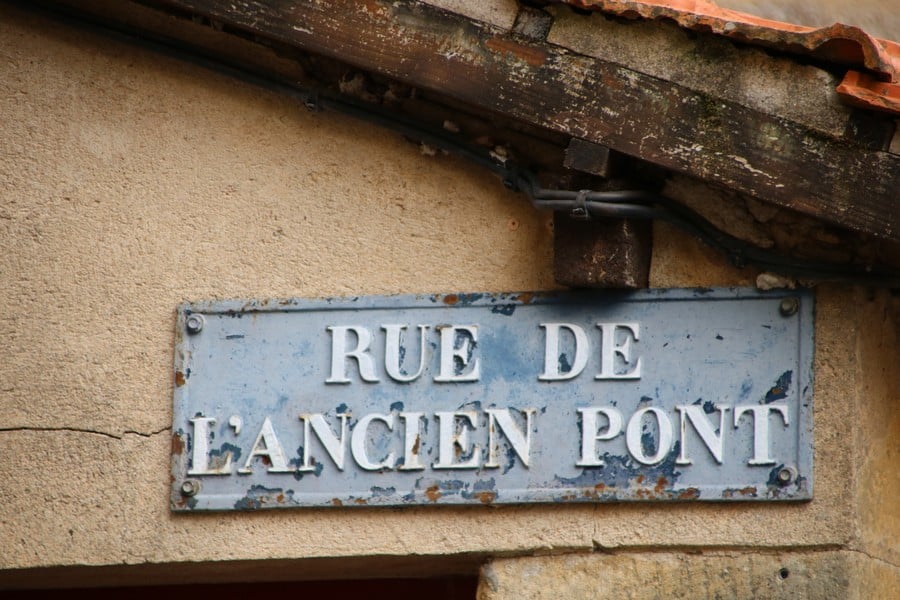 RUE DE
L'ANCIEN PONT